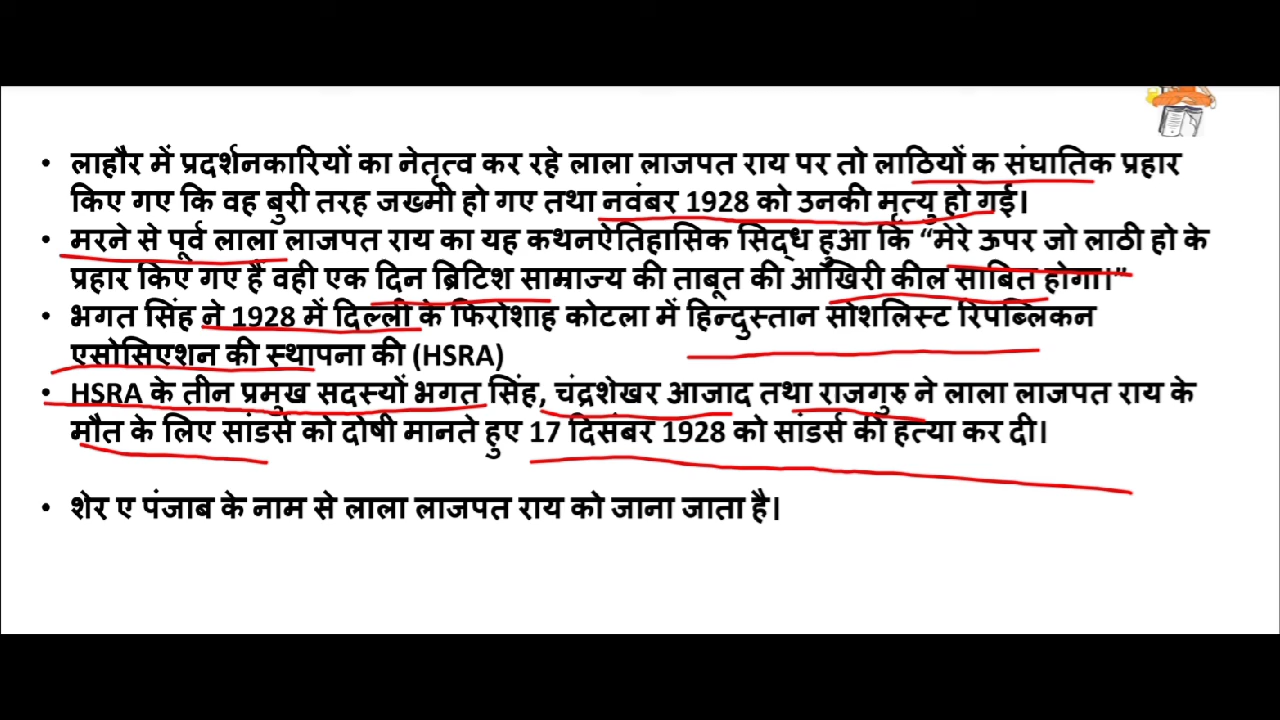 • लाहौर में प्रदर्शनकारियों का नेतृत्व कर रहे लाला लाजपत राय पर तो लाठियों क संघातिक प्रहार
किए गए कि वह बुरी तरह जख्मी हो गए तथा नवंबर 1928 को उनकी मृत्यु हो गई।
• मरने से पूर्व लाला लाजपत राय का यह कथनऐतिहासिक सिद्ध हुआ कि “मेरे ऊपर जो लाठी हो के
प्रहार किए गए हैं वही एक दिन ब्रिटिश साम्राज्य की ताबूत की आखिरी कील साबित होगा।”
• भगत सिंह ने 1928 में दिल्ली के फिरोशाह कोटला में हिन्दुस्तान सोशलिस्ट रिपब्लिकन
एसोसिएशन की स्थापना की (HSRA)
• HSRA के तीन प्रमुख सदस्यों भगत सिंह, चंद्रशेखर आजाद तथा राजगुरु ने लाला लाजपत राय के
मौत के लिए सांडर्स को दोषी मानते हुए 17 दिसंबर 1928 को सांडर्स की हत्या कर दी।
• शेर ए पंजाब के नाम से लाला लाजपत राय को जाना जाता है।